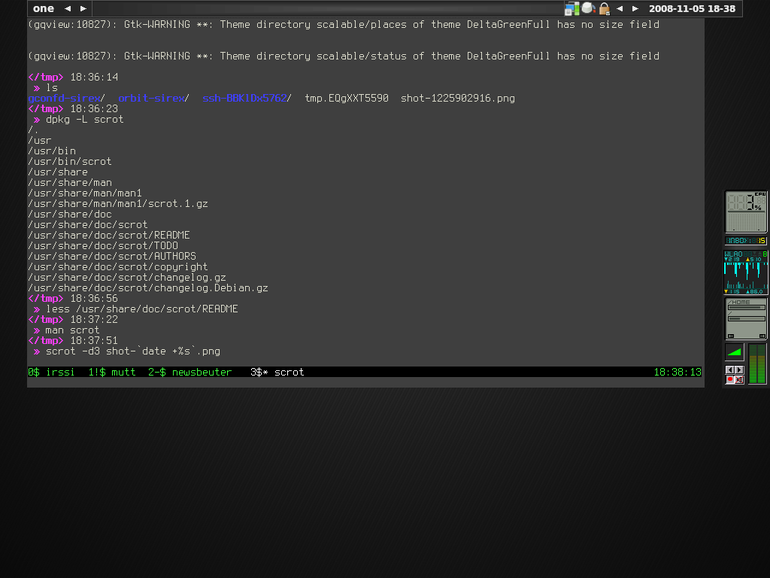 one 2008-11-05 18-38
(gqview:10827): Gtk-WARNING **: Theme directory scalable/places of theme DeltaGreenFull has no size field
(gqview:10827): Gtk-WARNING **: Theme directory scalable/status of theme DeltaGreenFull has no size field
</tmp> 18:36:14
» ls
gconfd-sirex/ orbit-sirex/ tmp.EQgXXT5590 shot-1225902916.png
</tmp> 18:36:23
» dpkg -L scrot
/.
/usr
/usr/bin
/usr/bin/scrot
/usr/share
/usr/share/man
/usr/share/man/man1
/usr/share/man/man1/scrot.1.gz
/usr/share/doc
/usr/share/doc/scrot
/usr/share/doc/scrot/README
/usr/share/doc/scrot/TODO
/usr/share/doc/scrot/AUTHORS
/usr/share/doc/scrot/copyright
/usr/share/doc/scrot/changelog.gz
/usr/share/doc/scrot/changelog.Debian.gz
</tmp> 18:36:56
» less /usr/share/doc/scrot/README
</tmp> 18:37:22
» man scrot
</tmp> 18:37:51
» scrot -d3 shot-`date +%s`.png
0$ irssi 1!$ mutt 2-$ newsbeuter 3$* scrot 18:38:13
CPU
3%
WLAN0
/HOME